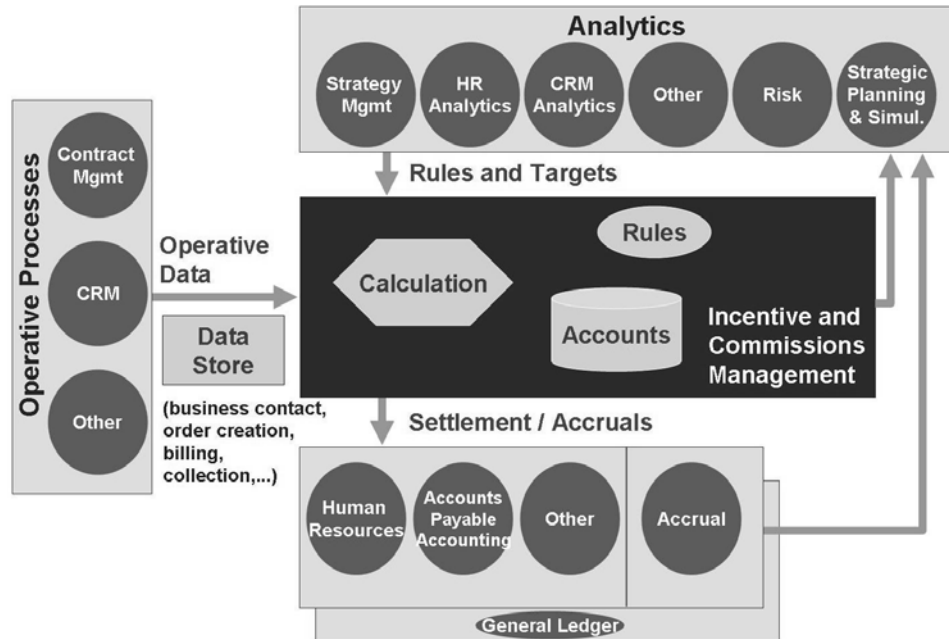 Analytics
Strategy
Mgmt
HR
Analytics
CRM
Analytics
Other
Risk
Strategic
Planning
& Simul.
Operative Processes
Contract
Mgmt
CRM
Other
Rules and Targets
Operative
Data
Data
Store
(business contact,
order creation,
billing,
collection,...)
Calculation
Rules
Accounts
Incentive and
Commissions
Management
Settlement / Accruals
Human
Resources
Accounts
Payable
Accounting
Other
Accrual
General Ledger